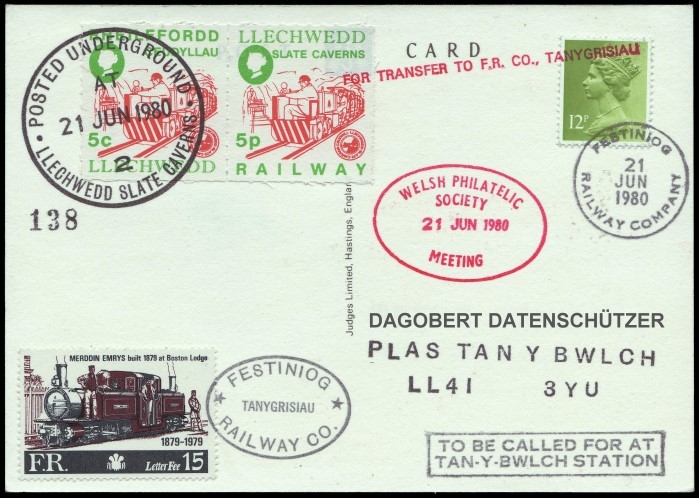 POSTED UNDERGROUND
AT
21 JUN 1980
2
LLECHWEDD SLATE CAVERNS
5c
LLECHWEDD
LLECHWEDD
SLATE CAVERNS
5p
RAILWAY
CARD
FOR TRANSFER TO F.R. CO., TANYGRISIAU
12P
FESTINIOG
21
JUN
1980
RAILWAY COMPANY
138
WELSH PHILATELIC
SOCIETY
21 JUN 1980
MEETING
Judges Limited, Hastings, England
DAGOBERT DATENSCHÜTZER
PLAS TAN Y BWLCH
LL41 3YU
MERDDIN EMRYS built 1879 at Boston Lodge
1879-1979
F.R.
Letter Fee 15
FESTINIOG
TANYGRISIAU
RAILWAY CO.
TO BE CALLED FOR AT
TAN-Y-BWLCH STATION